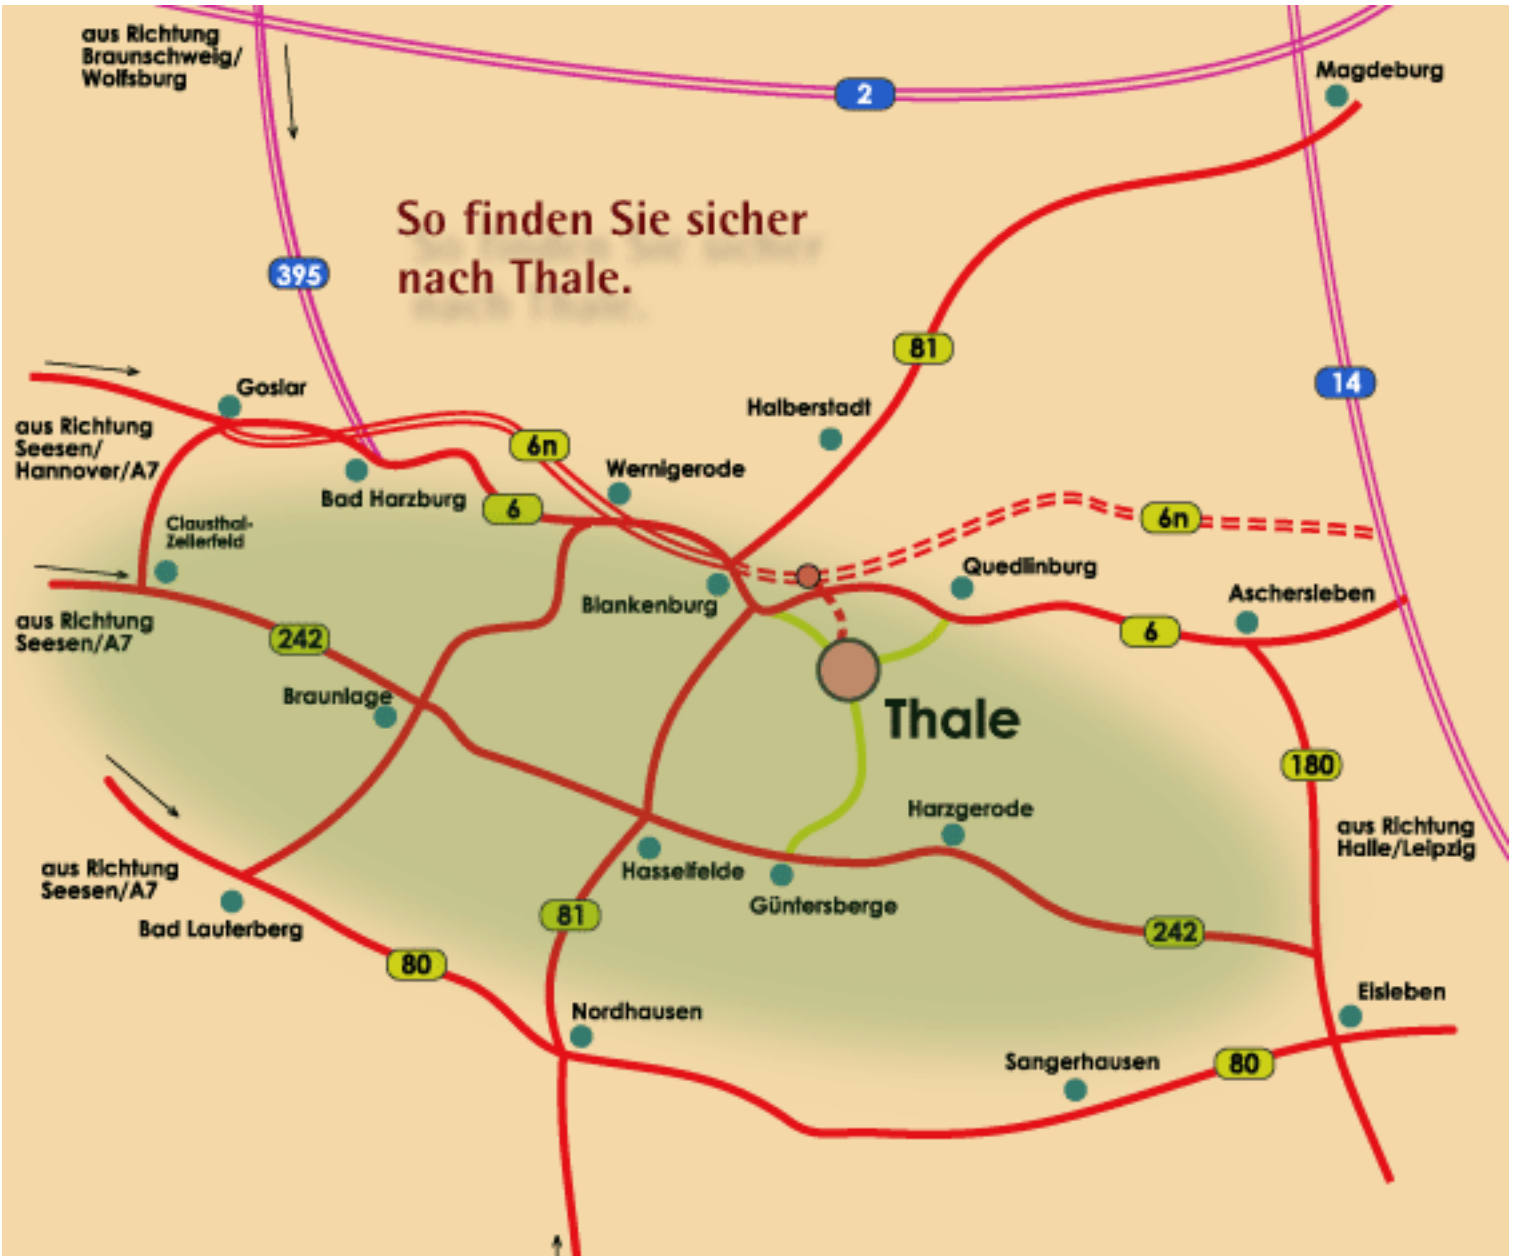 aus Richtung
Braunschweig/
Wolfsburg
2
Magdeburg
So finden Sie sicher
nach Thale.
395
81
14
Goslar
Halberstadt
aus Richtung
Seesen/
Hannover/A7
6n
Wernigerode
Bad Harzburg
6
Clausthal-
Zellerfeld
6n
Quedlinburg
Aschersleben
Blankenburg
6
aus Richtung
Seesen/A7
242
Braunlage
Thale
180
Harzgerode
aus Richtung
Halle/Leipzig
aus Richtung
Seesen/A7
Hasselfelde
Güntersberge
Bad Lauterberg
81
242
80
Eisleben
Nordhausen
Sangerhausen
80